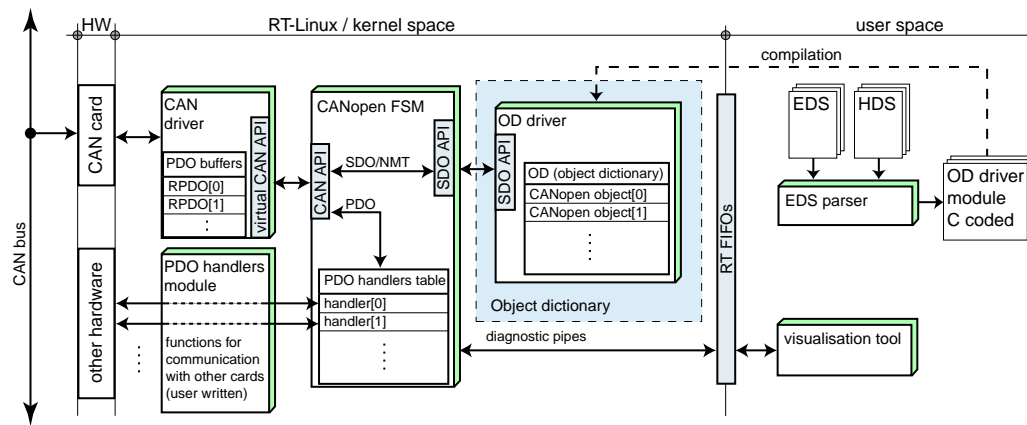 HW
RT-Linux / kernel space
user space
compilation
CAN bus
CAN card
other hardware
CAN
driver
virtual CAN API
PDO buffers
RPDO[0]
RPDO[1]
PDO handlers
module
functions for
communication
with other cards
(user written)
CANopen FSM
CAN API
SDO API
SDO/NMT
PDO
PDO handlers table
handler[0]
handler[1]
OD driver
SDO API
OD (object dictionary)
CANopen object[0]
CANopen object[1]
Object dictionary
diagnostic pipes
RT FIFOs
EDS
HDS
EDS parser
OD driver
module
C coded
visualisation tool